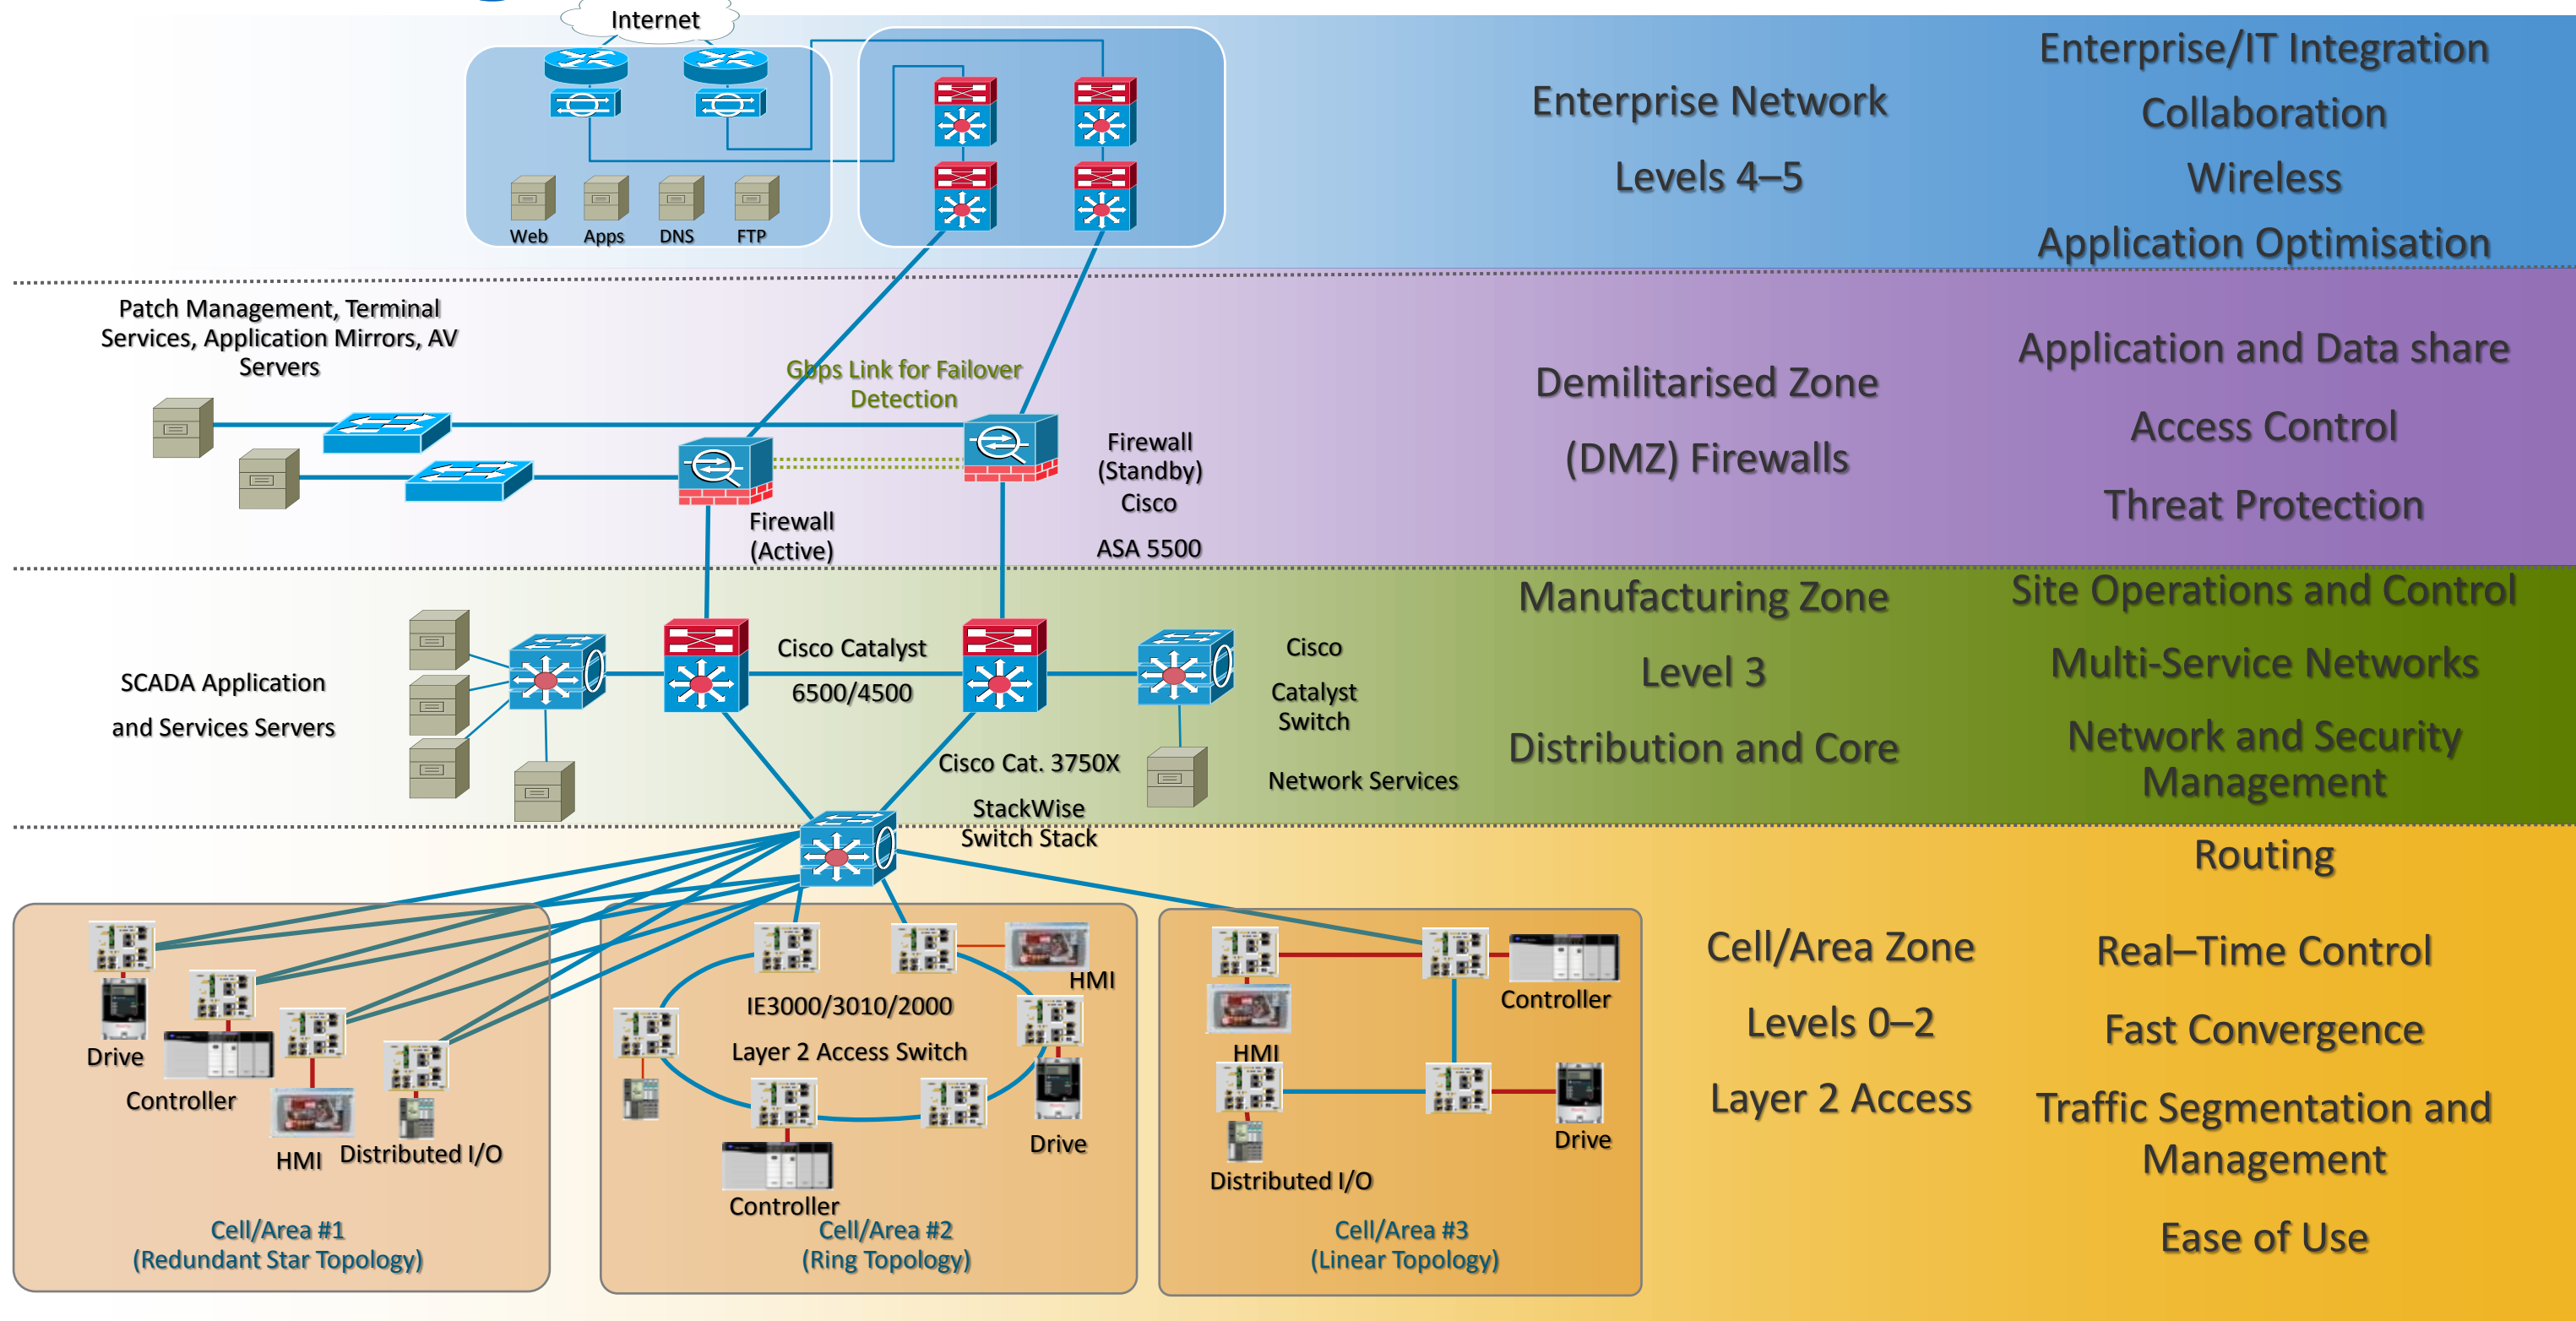 Internet
Web
Apps
DNS
FTP
Enterprise Network
Levels 4–5
Enterprise/IT Integration
Collaboration
Wireless
Application Optimisation
Patch Management, Terminal
Services, Application Mirrors, AV
Servers
Gbps Link for Failover
Detection
Firewall
(Active)
Firewall
(Standby)
Cisco
ASA 5500
Demilitarised Zone
(DMZ) Firewalls
Application and Data share
Access Control
Threat Protection
SCADA Application
and Services Servers
Cisco Catalyst
6500/4500
Cisco Cat. 3750X
StackWise
Switch Stack
Cisco
Catalyst
Switch
Network Services
Manufacturing Zone
Level 3
Distribution and Core
Site Operations and Control
Multi-Service Networks
Network and Security
Management
Routing
Drive
Controller
HMI
Distributed I/O
Cell/Area #1
(Redundant Star Topology)
HMI
IE3000/3010/2000
Layer 2 Access Switch
Drive
Controller
Cell/Area #2
(Ring Topology)
Controller
HMI
Drive
Distributed I/O
Cell/Area #3
(Linear Topology)
Cell/Area Zone
Levels 0–2
Layer 2 Access
Real–Time Control
Fast Convergence
Traffic Segmentation and
Management
Ease of Use